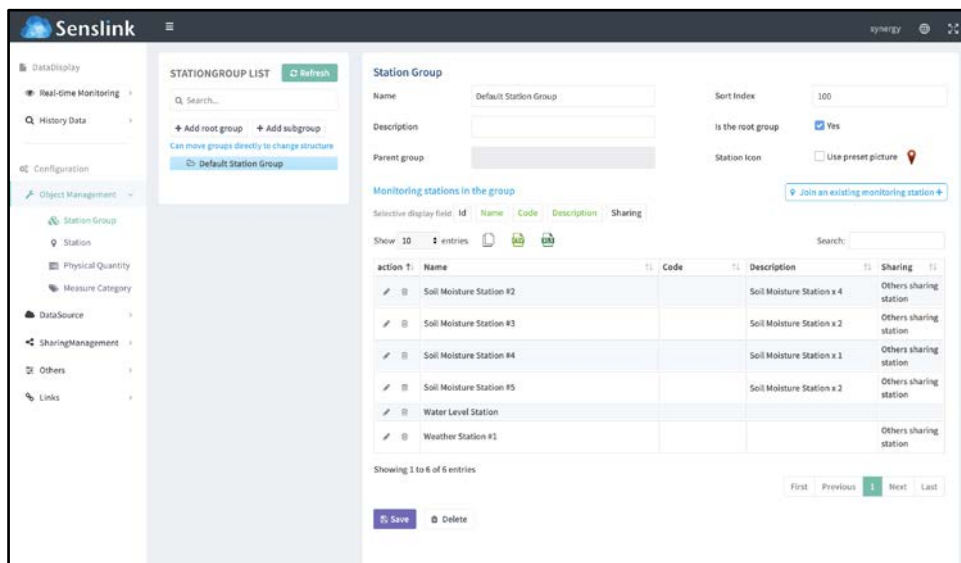 Senslink
synergy
DataDisplay
Real-time Monitoring
History Data
Configuration
Object Management
Station Group
Station
Physical Quantity
Measure Category
DataSource
SharingManagement
Others
Links
STATIONGROUP LIST Refresh
Search...
+ Add root group + Add subgroup
Can move groups directly to change structure
Default Station Group
Station Group
Name Default Station Group Sort Index 100
Description Is the root group Yes
Parent group Station Icon Use preset picture
Monitoring stations in the group Join an existing monitoring station +
Selective display field Id Name Code Description Sharing
Show 10 entries Search:
action Name Code Description Sharing
Soil Moisture Station #2 Soil Moisture Station x 4 Others sharing station
Soil Moisture Station #3 Soil Moisture Station x 2 Others sharing station
Soil Moisture Station #4 Soil Moisture Station x 1 Others sharing station
Soil Moisture Station #5 Soil Moisture Station x 2 Others sharing station
Water Level Station
Weather Station #1 Others sharing station
Showing 1 to 6 of 6 entries
First Previous 1 Next Last
Save Delete